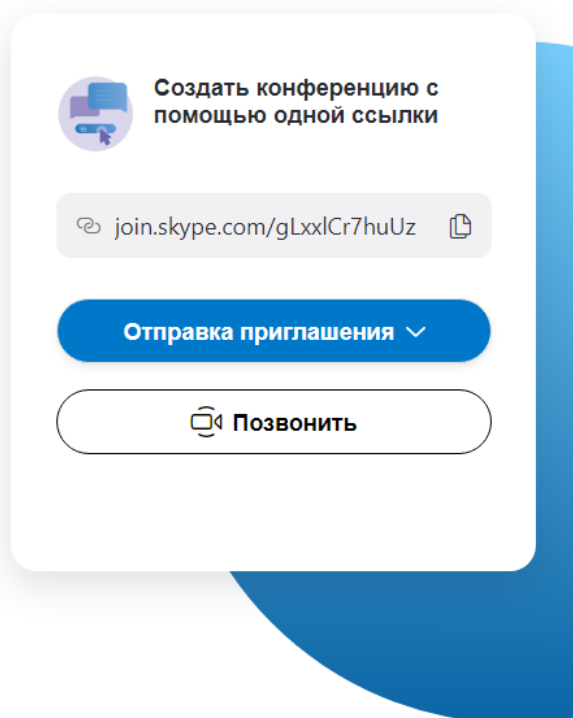 Создать конференцию с
помощью одной ссылки
join.skype.com/gLxxlCr7huUz
Отправка приглашения
Позвонить